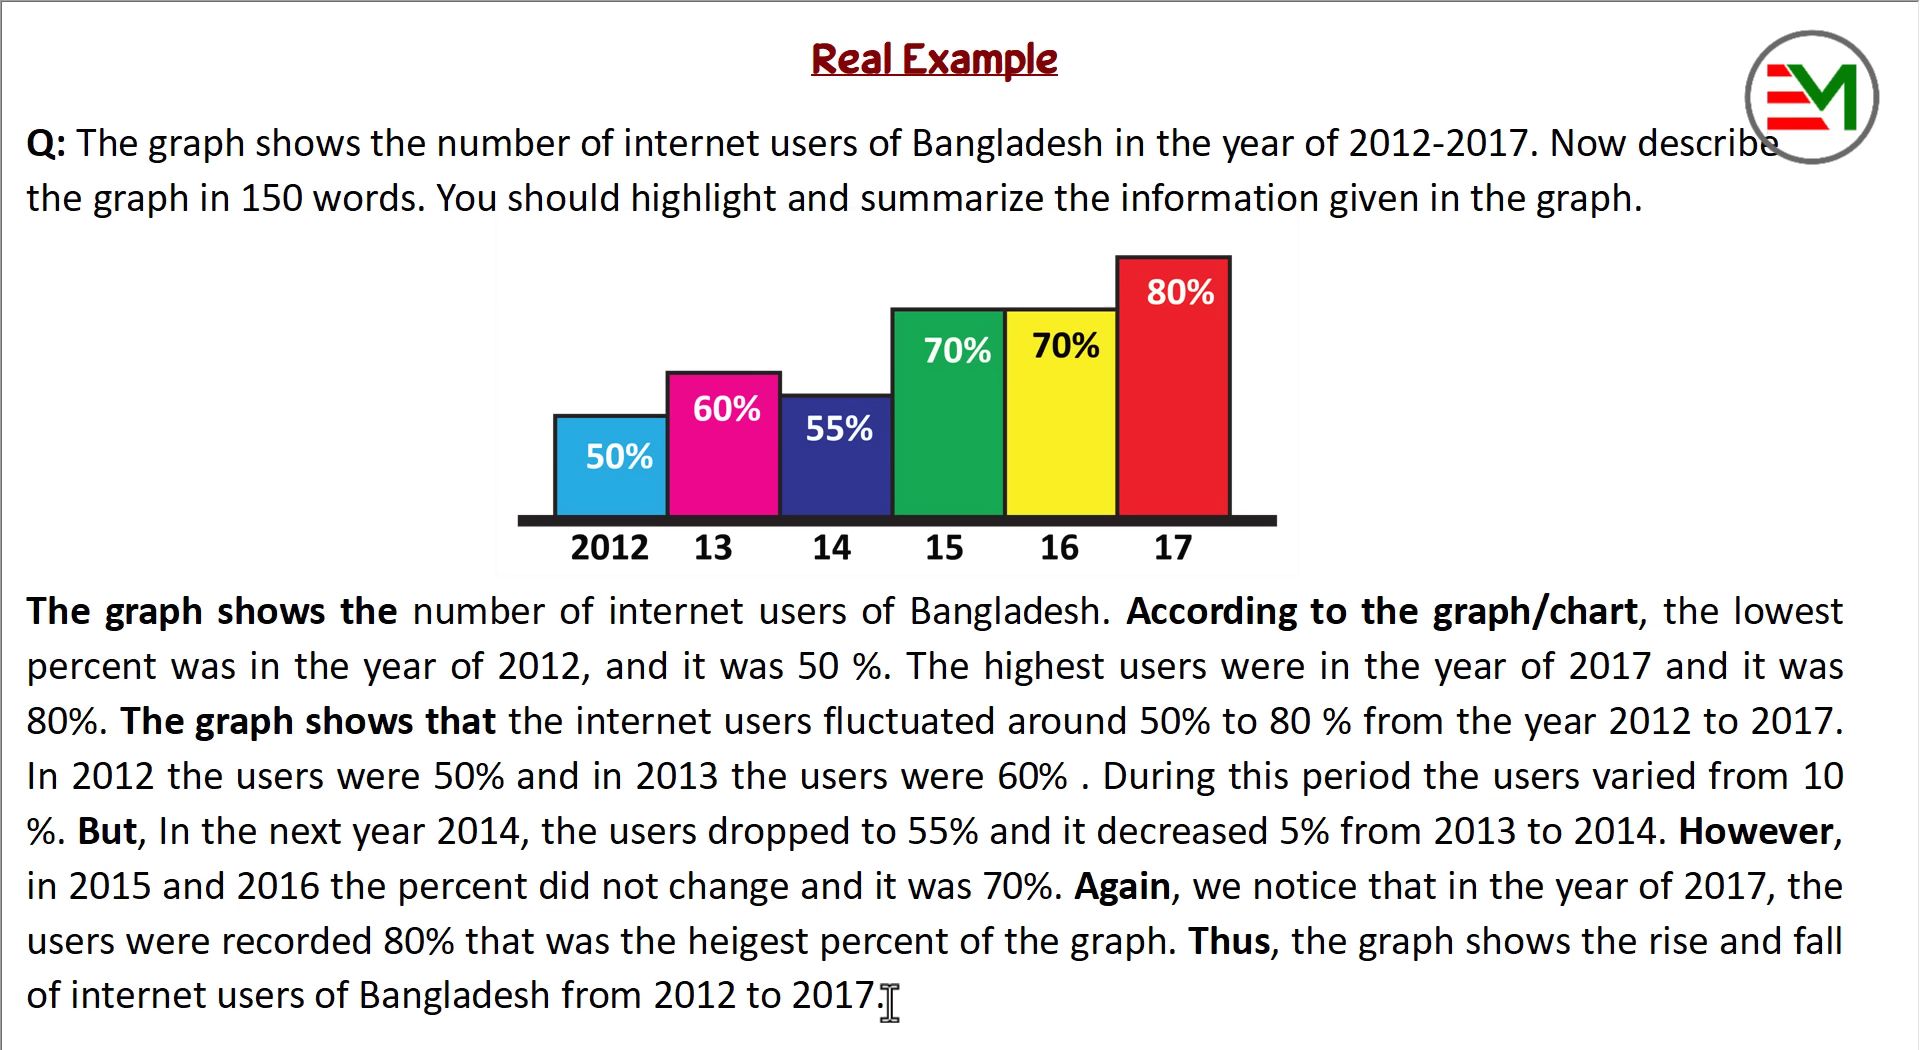 Real Example
EM
Q: The graph shows the number of internet users of Bangladesh in the year of 2012-2017. Now describe
the graph in 150 words. You should highlight and summarize the information given in the graph.
50%
60%
55%
70%
70%
80%
2012 13 14 15 16 17
The graph shows the number of internet users of Bangladesh. According to the graph/chart, the lowest
percent was in the year of 2012, and it was 50 %. The highest users were in the year of 2017 and it was
80%. The graph shows that the internet users fluctuated around 50% to 80 % from the year 2012 to 2017.
In 2012 the users were 50% and in 2013 the users were 60% . During this period the users varied from 10
%. But, In the next year 2014, the users dropped to 55% and it decreased 5% from 2013 to 2014. However,
in 2015 and 2016 the percent did not change and it was 70%. Again, we notice that in the year of 2017, the
users were recorded 80% that was the heigest percent of the graph. Thus, the graph shows the rise and fall
of internet users of Bangladesh from 2012 to 2017.